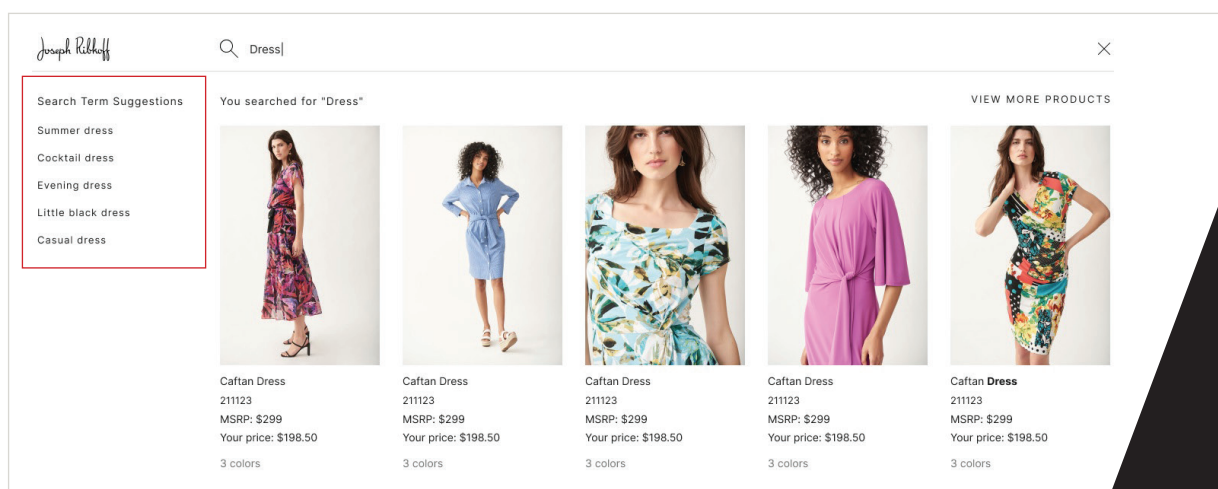 Joseph Ribkoff
Dress
Search Term Suggestions
Summer dress
Cocktail dress
Evening dress
Little black dress
Casual dress
You searched for "Dress"
VIEW MORE PRODUCTS
Caftan Dress
211123
MSRP: $299
Your price: $198.50
3 colors
Caftan Dress
211123
MSRP: $299
Your price: $198.50
3 colors
Caftan Dress
211123
MSRP: $299
Your price: $198.50
3 colors
Caftan Dress
211123
MSRP: $299
Your price: $198.50
3 colors
Caftan Dress
211123
MSRP: $299
Your price: $198.50
3 colors